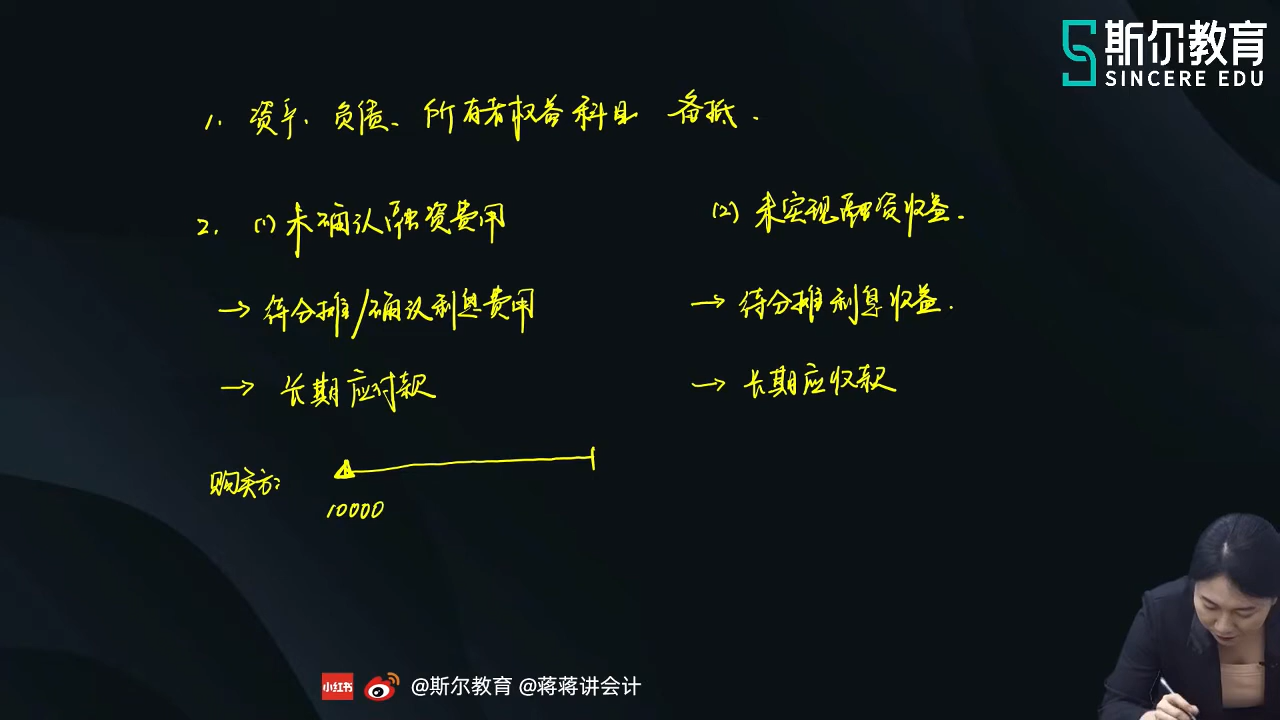 斯尔教育
SINCERE EDU
1. 资产、负债、所有者权益科目 备抵.
2. (1) 未确认融资费用
(2) 未实现融资收益.
→ 待分摊/确认利息费用
→ 待分摊利息收益.
→ 长期应付款
→ 长期应收款
购买方:
10000
小红书 @斯尔教育 @蒋蒋讲会计